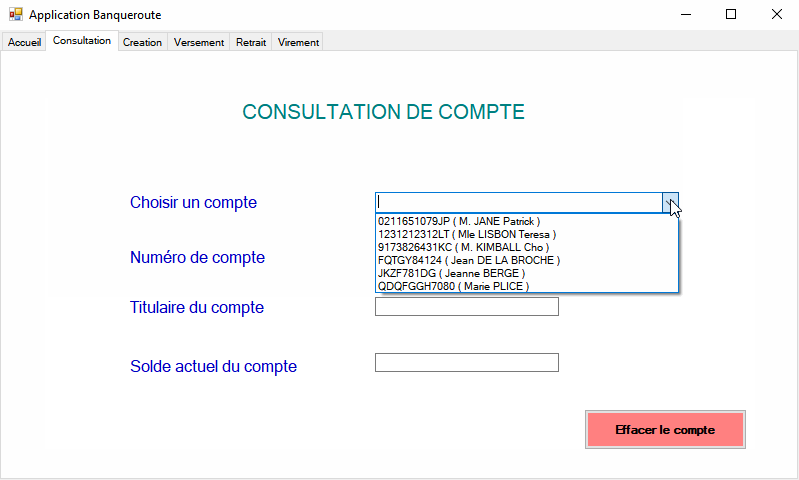 Application Banqueroute
Accueil Consultation Creation Versement Retrait Virement
CONSULTATION DE COMPTE
Choisir un compte
0211651079JP ( M. JANE Patrick )
1231212312LT ( Mle LISBON Teresa )
9173826431KC ( M. KIMBALL Cho )
FQTGY84124 ( Jean DE LA BROCHE )
JKZF781DG ( Jeanne BERGE )
QDQFGGH7080 ( Marie PLICE )
Numéro de compte
Titulaire du compte
Solde actuel du compte
Effacer le compte